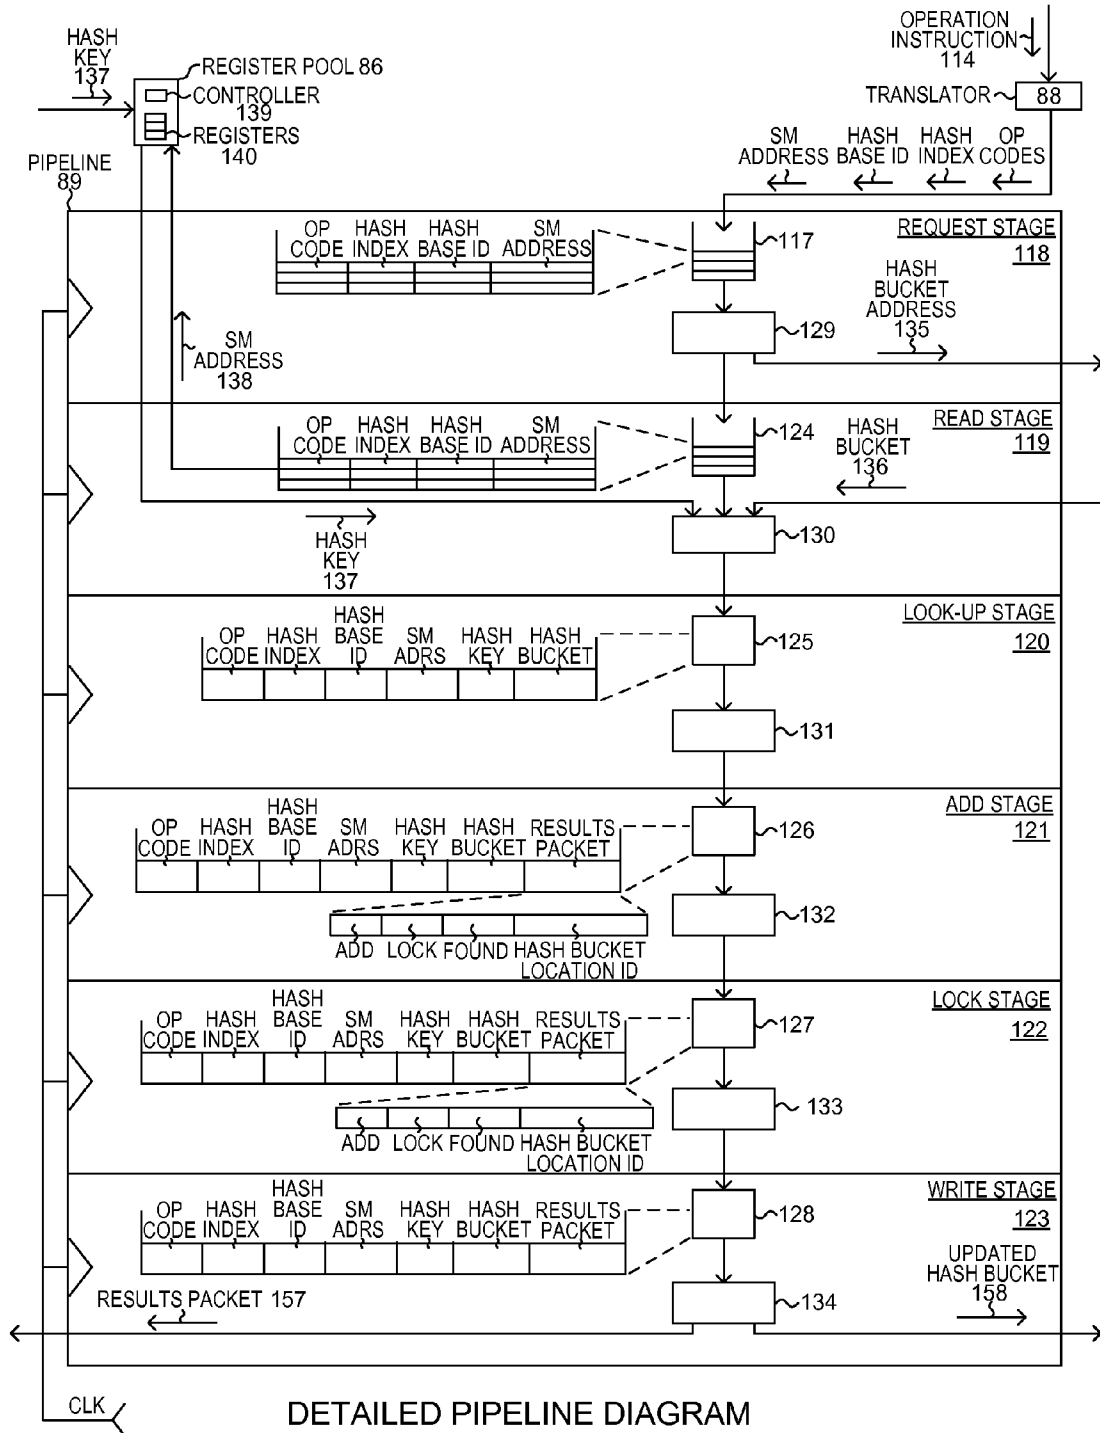 HASH
KEY
137
REGISTER POOL 86
CONTROLLER
139
REGISTERS
140
OPERATION
INSTRUCTION
114
TRANSLATOR
88
SM
ADDRESS
HASH
BASE ID
HASH
INDEX
OP
CODES
PIPELINE
89
OP
CODE
HASH
INDEX
HASH
BASE ID
SM
ADDRESS
117
REQUEST STAGE
118
HASH
BUCKET
ADDRESS
135
129
SM
ADDRESS
138
OP
CODE
HASH
INDEX
HASH
BASE ID
SM
ADDRESS
124
READ STAGE
119
HASH
BUCKET
136
HASH
KEY
137
130
OP
CODE
HASH
INDEX
HASH
BASE
ID
SM
ADRS
HASH
KEY
HASH
BUCKET
125
LOOK-UP STAGE
120
131
OP
CODE
HASH
INDEX
HASH
BASE
ID
SM
ADRS
HASH
KEY
HASH
BUCKET
RESULTS
PACKET
126
ADD STAGE
121
132
ADD
LOCK
FOUND
HASH BUCKET
LOCATION ID
OP
CODE
HASH
INDEX
HASH
BASE
ID
SM
ADRS
HASH
KEY
HASH
BUCKET
RESULTS
PACKET
127
LOCK STAGE
122
133
ADD
LOCK
FOUND
HASH BUCKET
LOCATION ID
OP
CODE
HASH
INDEX
HASH
BASE
ID
SM
ADRS
HASH
KEY
HASH
BUCKET
RESULTS
PACKET
128
WRITE STAGE
123
UPDATED
HASH BUCKET
158
RESULTS PACKET 157
134
CLK
DETAILED PIPELINE DIAGRAM